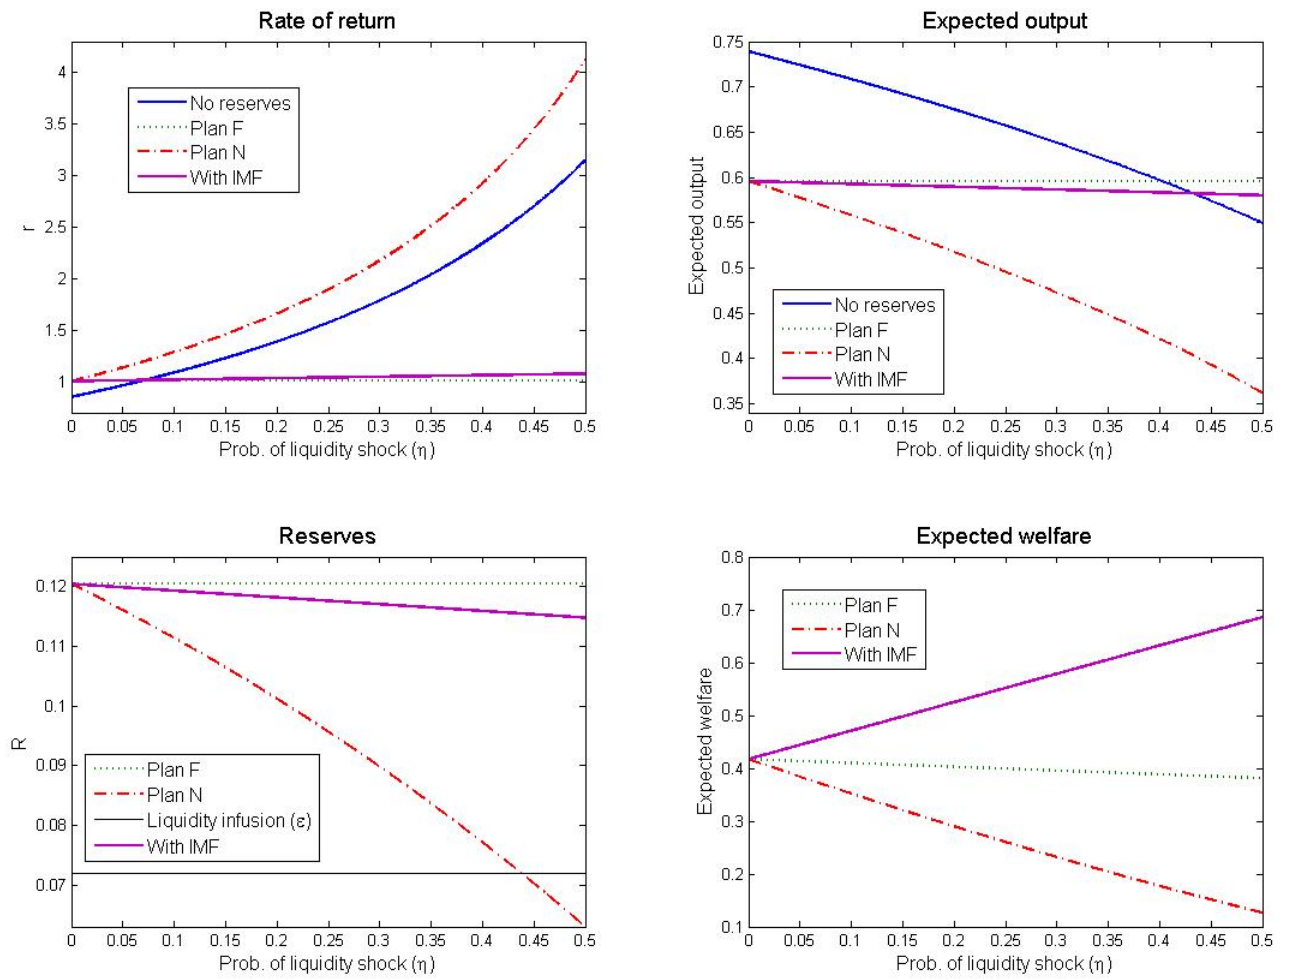 Rate of return
r
4
3.5
3
2.5
2
1.5
1
No reserves
Plan F
Plan N
With IMF
0 0.05 0.1 0.15 0.2 0.25 0.3 0.35 0.4 0.45 0.5
Prob. of liquidity shock (η)
Expected output
Expected output
0.75
0.7
0.65
0.6
0.55
0.5
0.45
0.4
0.35
No reserves
Plan F
Plan N
With IMF
0 0.05 0.1 0.15 0.2 0.25 0.3 0.35 0.4 0.45 0.5
Prob. of liquidity shock (η)
Reserves
R
0.12
0.11
0.1
0.09
0.08
0.07
Plan F
Plan N
Liquidity infusion (ε)
With IMF
0 0.05 0.1 0.15 0.2 0.25 0.3 0.35 0.4 0.45 0.5
Prob. of liquidity shock (η)
Expected welfare
Expected welfare
0.8
0.7
0.6
0.5
0.4
0.3
0.2
0.1
Plan F
Plan N
With IMF
0 0.05 0.1 0.15 0.2 0.25 0.3 0.35 0.4 0.45 0.5
Prob. of liquidity shock (η)